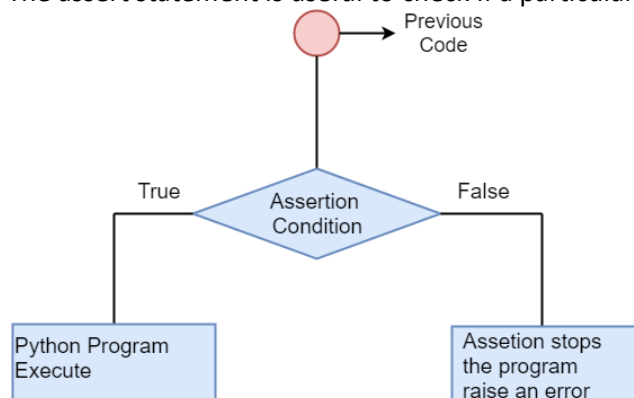 The assert statement is useful to check if a particular
Previous
Code
True
Assertion
Condition
False
Python Program
Execute
Assetion stops
the program
raise an error